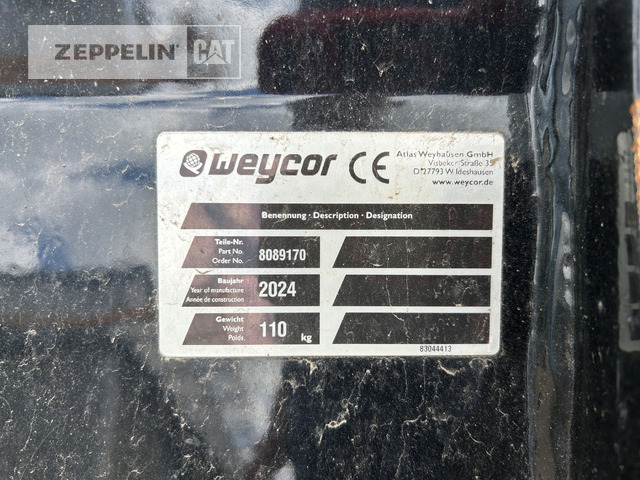 ZEPPELIN CAT
weycor CE
Atlas Weyhausen GmbH
Visbeker Straße 35
D-27793 Wildeshausen
www.weycor.de
Benennung · Description · Designation
Teile-Nr.
Part No.
Order No.
8089170
Baujahr
Year of manufacture
Année de construction
2024
Gewicht
Weight
Poids.
110 kg
83044413